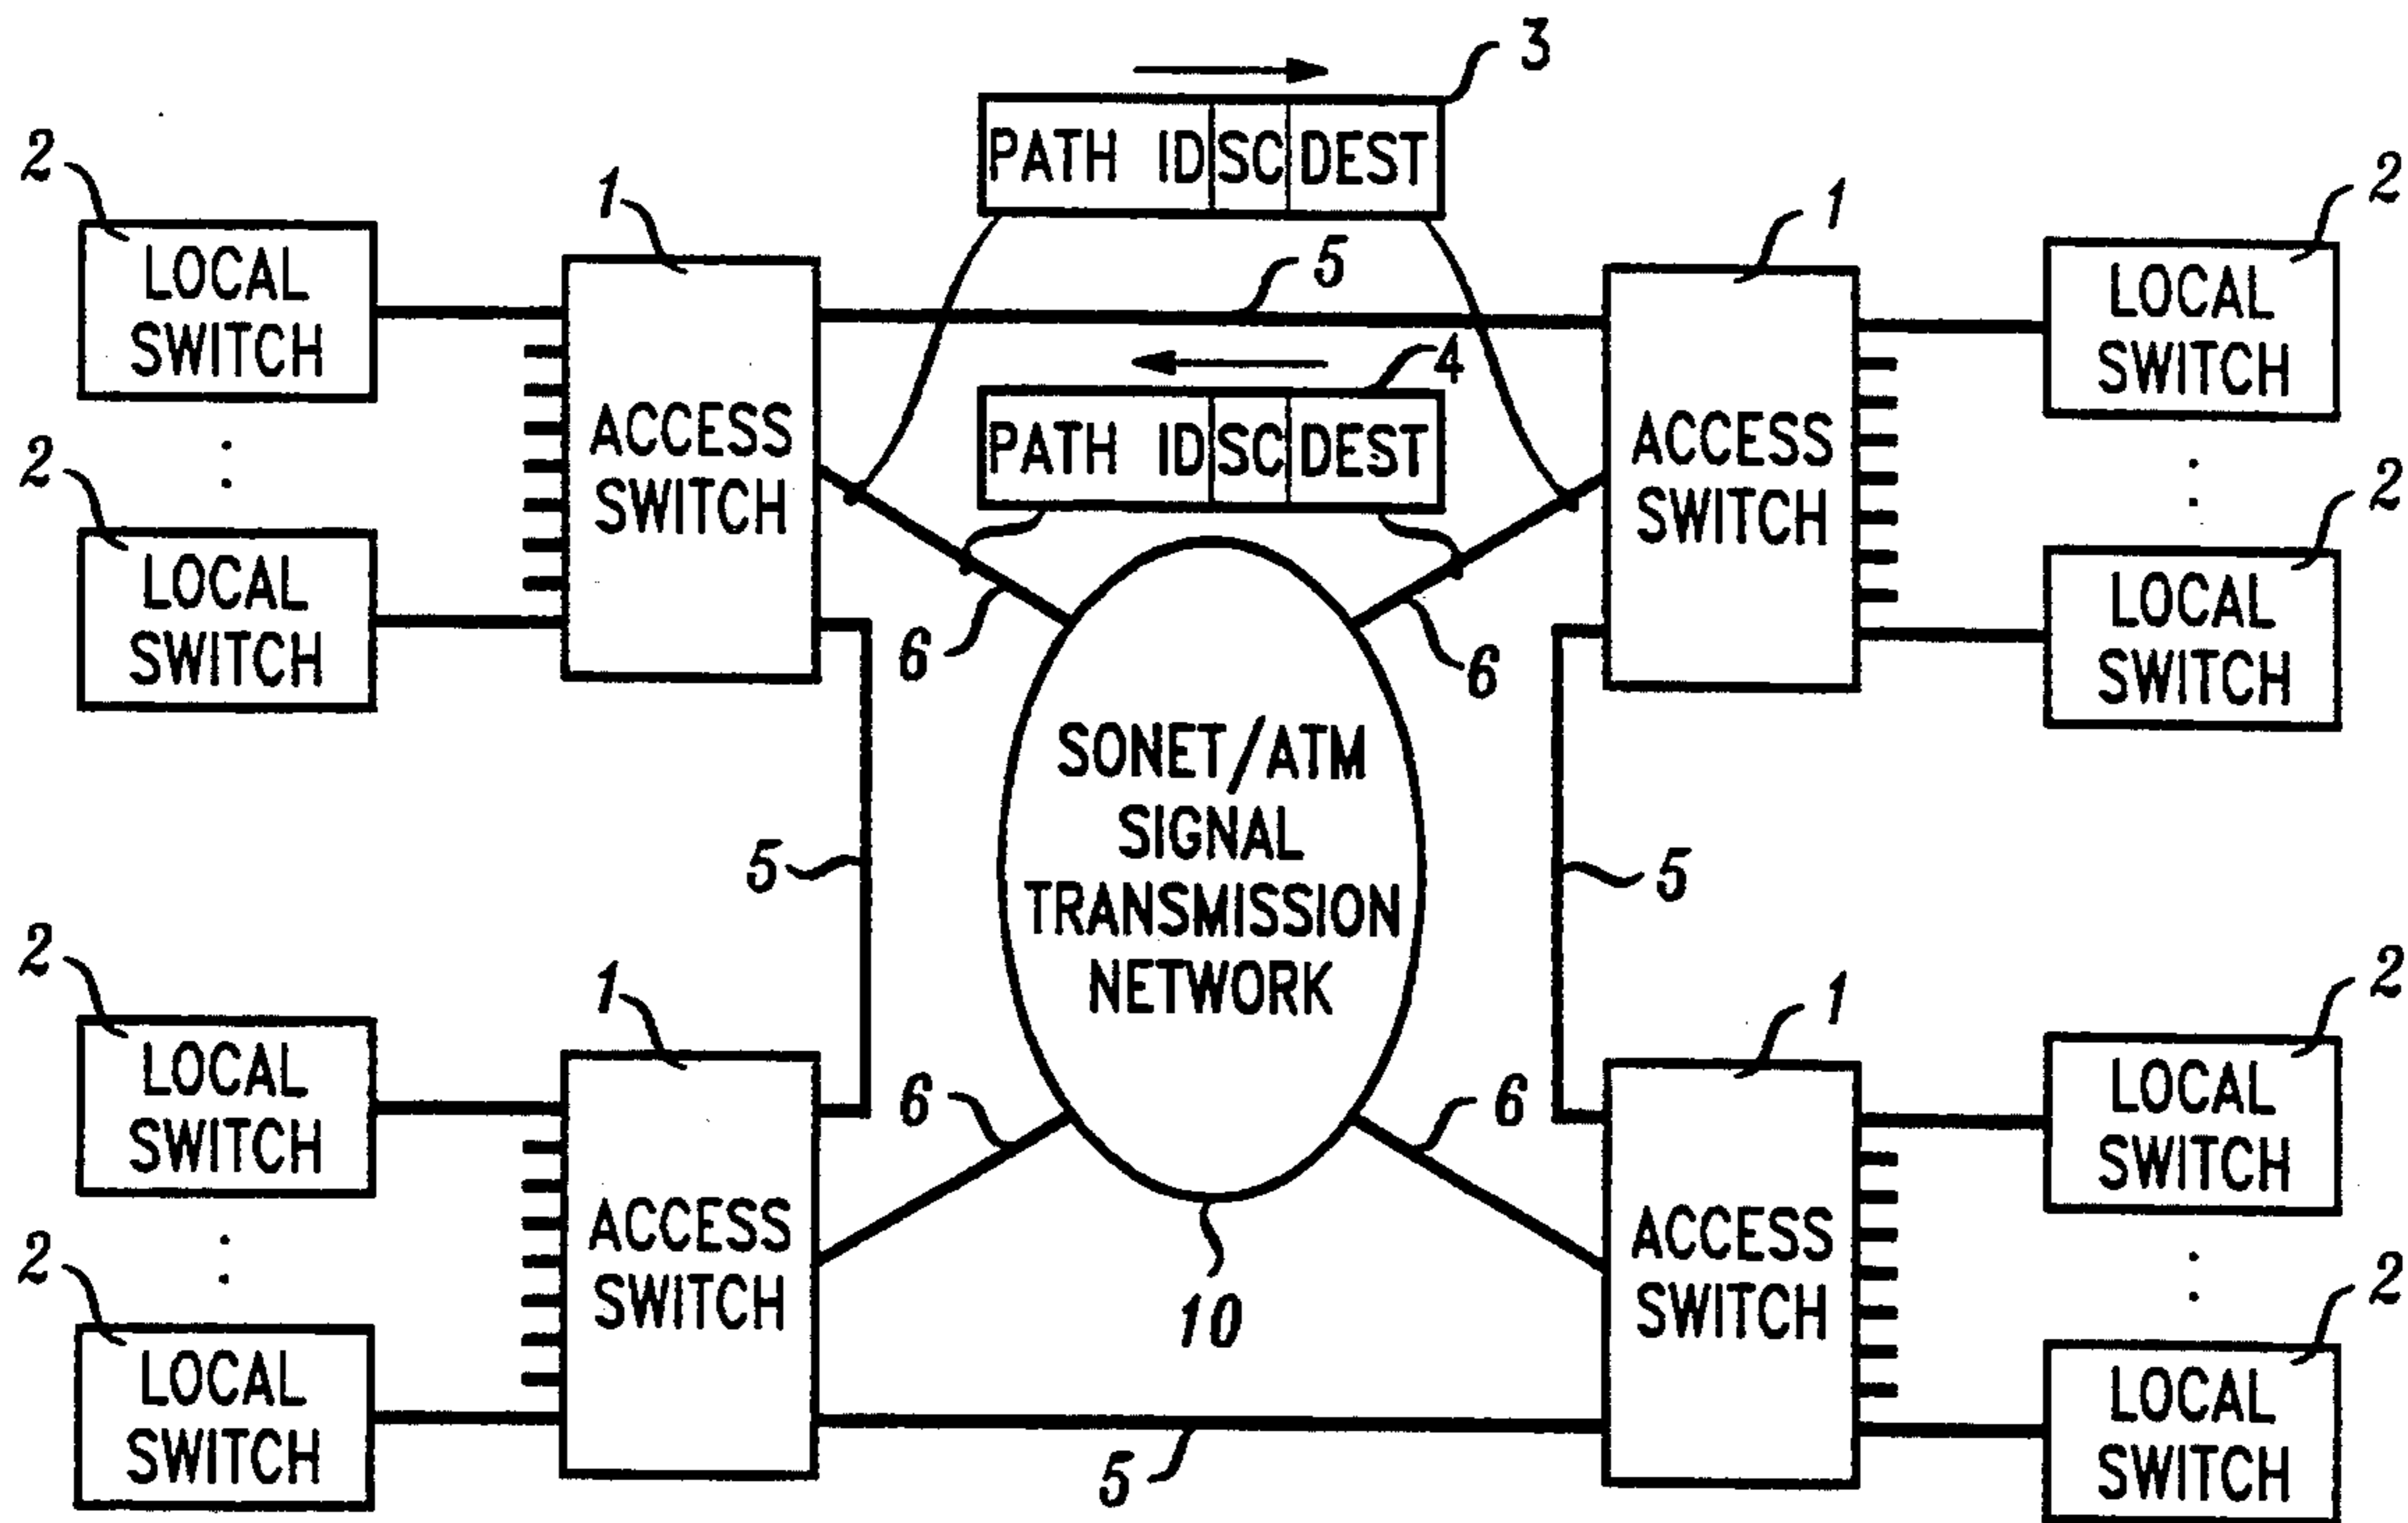 3
PATH ID SC DEST
2
1
1
2
LOCAL
SWITCH
5
LOCAL
SWITCH
4
PATH ID SC DEST
2
ACCESS
SWITCH
ACCESS
SWITCH
2
LOCAL
SWITCH
6
6
LOCAL
SWITCH
SONET/ATM
SIGNAL
TRANSMISSION
NETWORK
5
5
2
1
1
2
LOCAL
SWITCH
6
6
LOCAL
SWITCH
2
ACCESS
SWITCH
10
ACCESS
SWITCH
2
LOCAL
SWITCH
5
LOCAL
SWITCH